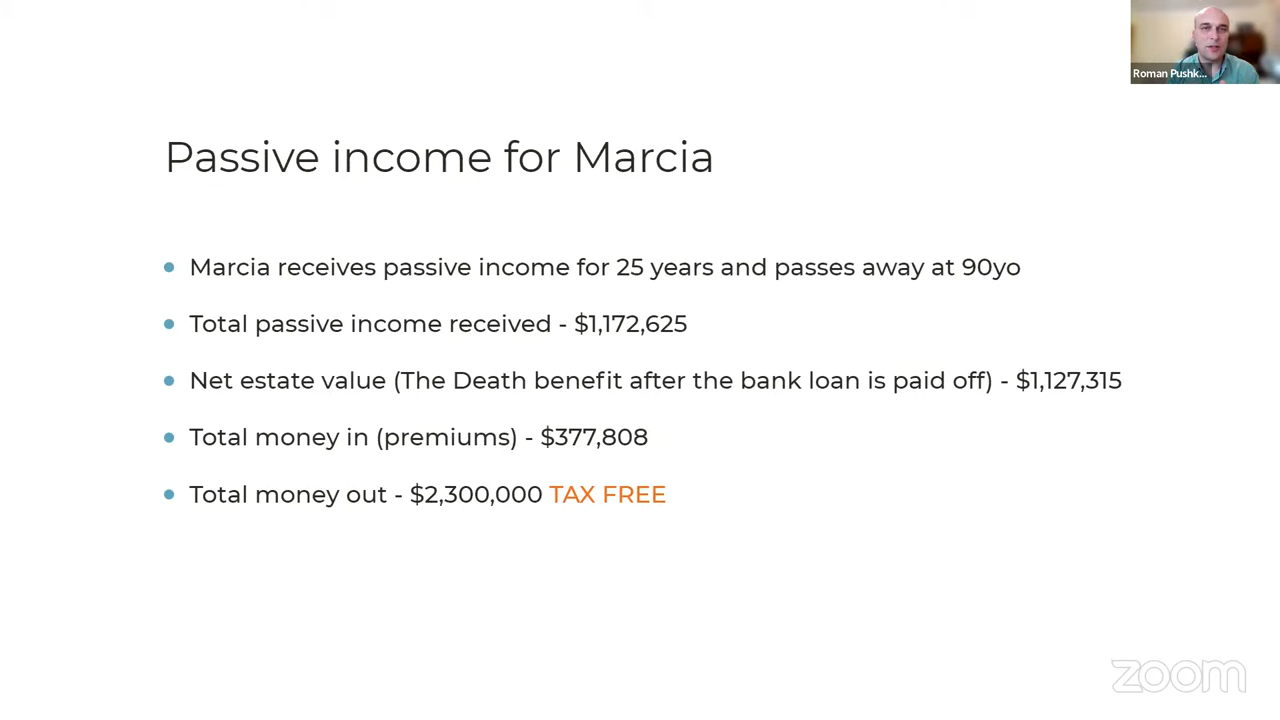 Roman Pushk...
Passive income for Marcia
Marcia receives passive income for 25 years and passes away at 90yo
Total passive income received - $1,172,625
Net estate value (The Death benefit after the bank loan is paid off) - $1,127,315
Total money in (premiums) - $377,808
Total money out - $2,300,000 TAX FREE
zoom